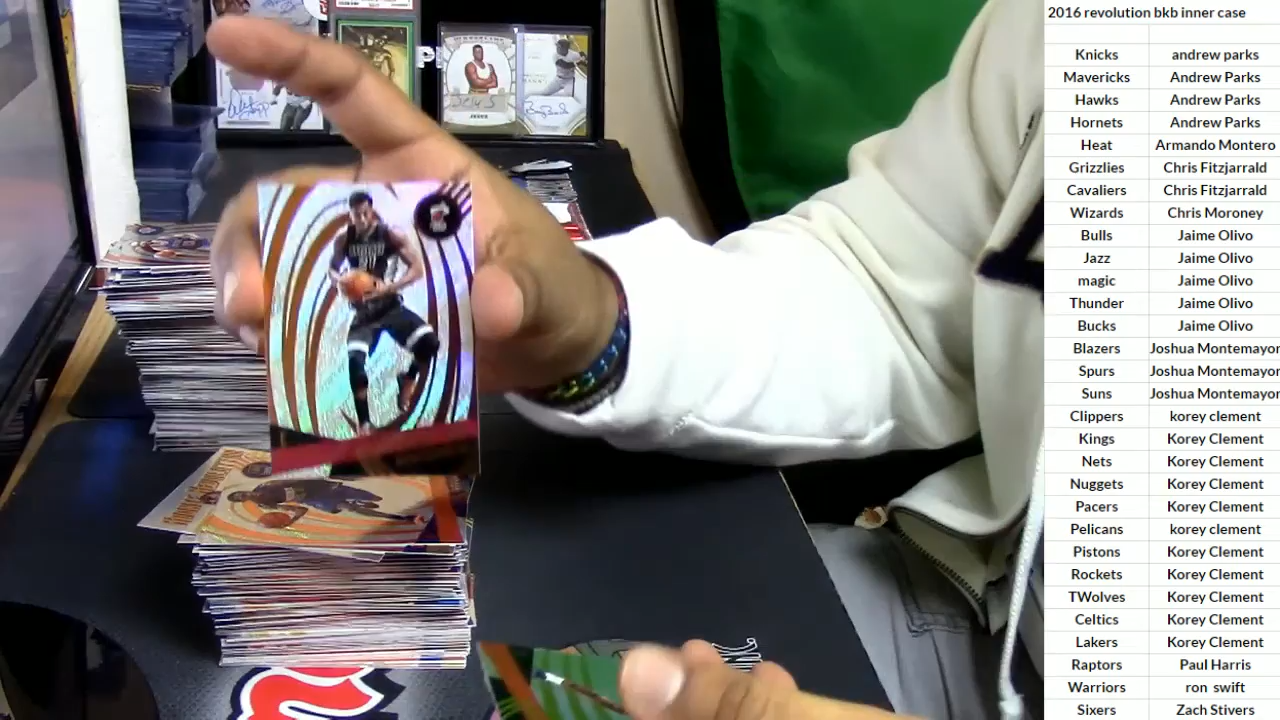 2016 revolution bkb inner case
Knicks andrew parks
Mavericks Andrew Parks
Hawks Andrew Parks
Hornets Andrew Parks
Heat Armando Montero
Grizzlies Chris Fitzjarrald
Cavaliers Chris Fitzjarrald
Wizards Chris Moroney
Bulls Jaime Olivo
Jazz Jaime Olivo
magic Jaime Olivo
Thunder Jaime Olivo
Bucks Jaime Olivo
Blazers Joshua Montemayor
Spurs Joshua Montemayor
Suns Joshua Montemayor
Clippers korey clement
Kings Korey Clement
Nets Korey Clement
Nuggets Korey Clement
Pacers Korey Clement
Pelicans korey clement
Pistons Korey Clement
Rockets Korey Clement
TWolves Korey Clement
Celtics Korey Clement
Lakers Korey Clement
Raptors Paul Harris
Warriors ron swift
Sixers Zach Stivers